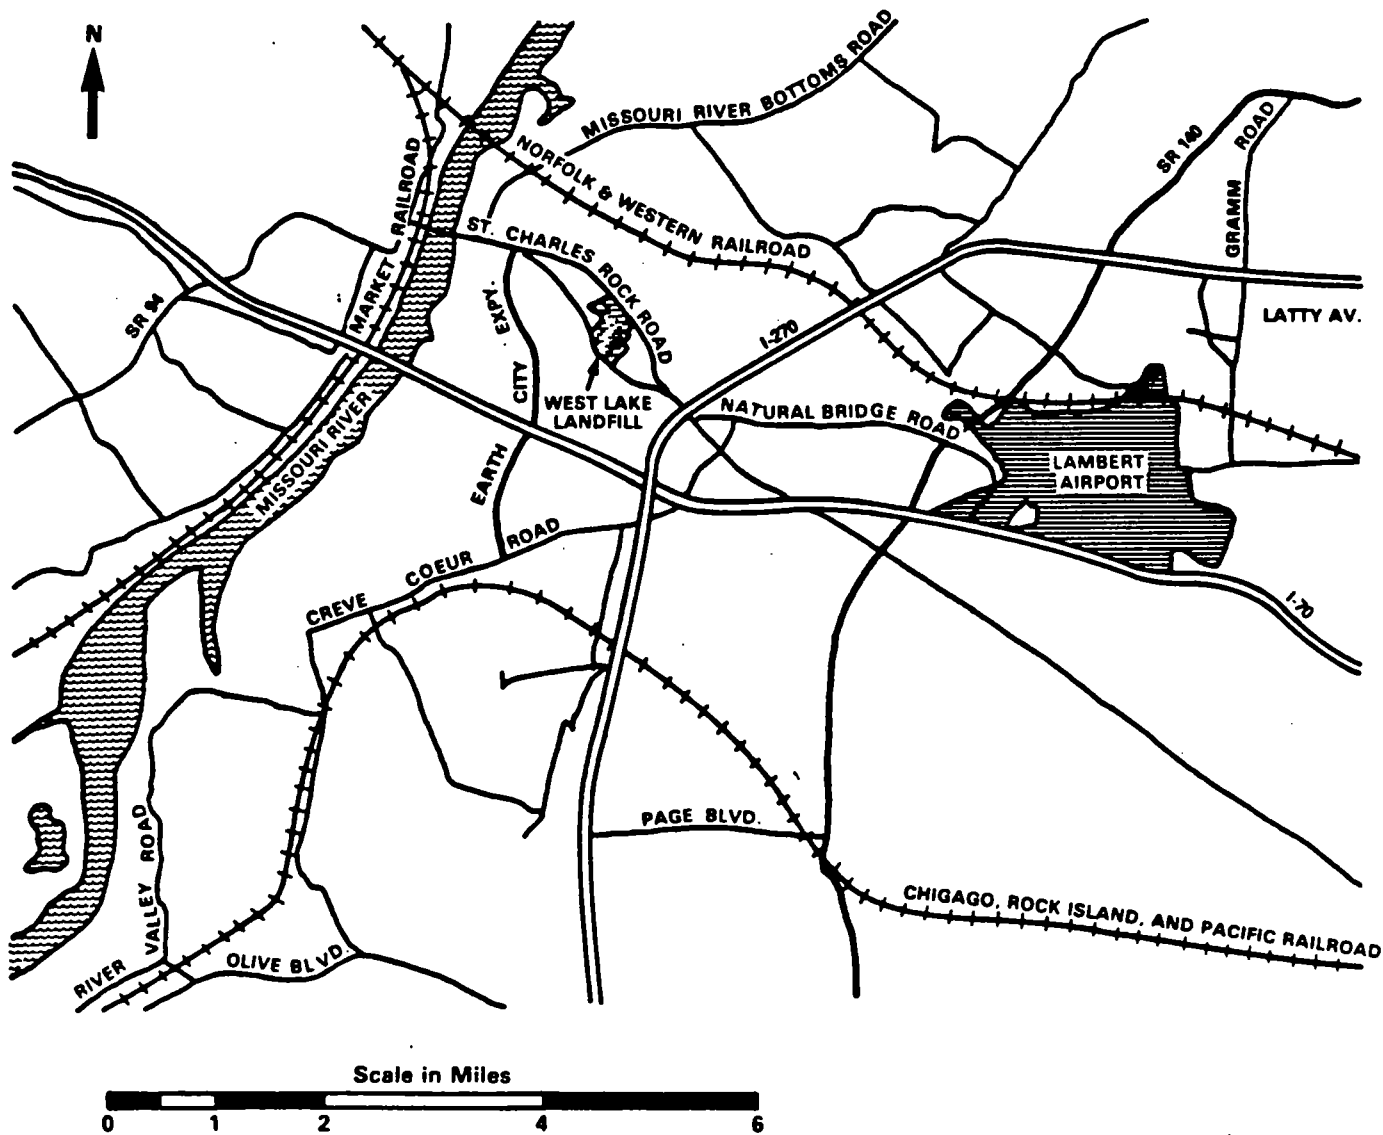 N
MISSOURI RIVER BOTTOMS ROAD
NORFOLK & WESTERN RAILROAD
SR 140
GRAMM ROAD
MARKET RAILROAD
ST. CHARLES ROCK ROAD
SR 94
EARTH CITY EXPY.
I-270
LATTY AV.
WEST LAKE
LANDFILL
NATURAL BRIDGE ROAD
MISSOURI RIVER
LAMBERT
AIRPORT
CREVE COEUR ROAD
I-70
PAGE BLVD.
RIVER VALLEY ROAD
OLIVE BLVD.
CHIGAGO, ROCK ISLAND, AND PACIFIC RAILROAD
Scale in Miles
0 1 2 4 6